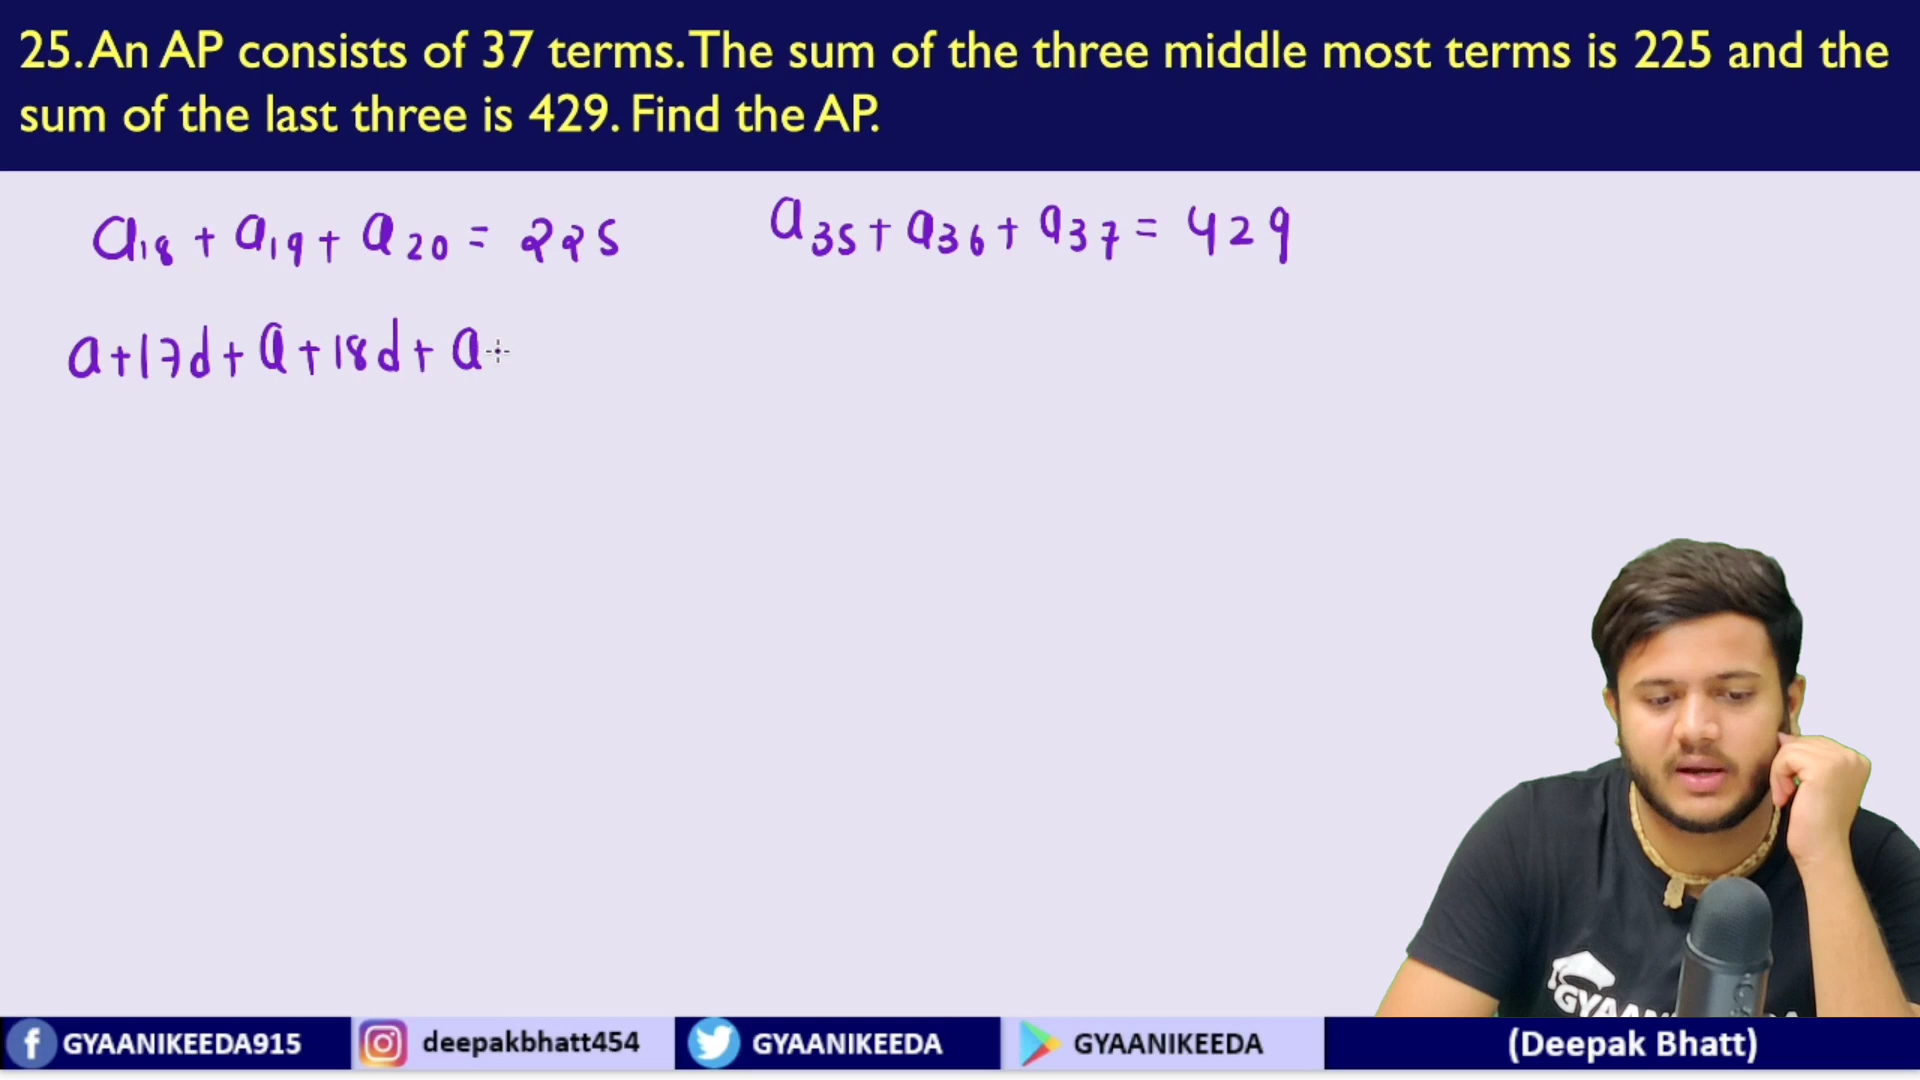 25. An AP consists of 37 terms. The sum of the three middle most terms is 225 and the
sum of the last three is 429. Find the AP.
a₁₈ + a₁₉ + a₂₀ = 225
a₃₅ + a₃₆ + a₃₇ = 429
a+17d+ a+18d+ a
GYAANIKEEDA915
deepakbhatt454
GYAANIKEEDA
GYAANIKEEDA
(Deepak Bhatt)